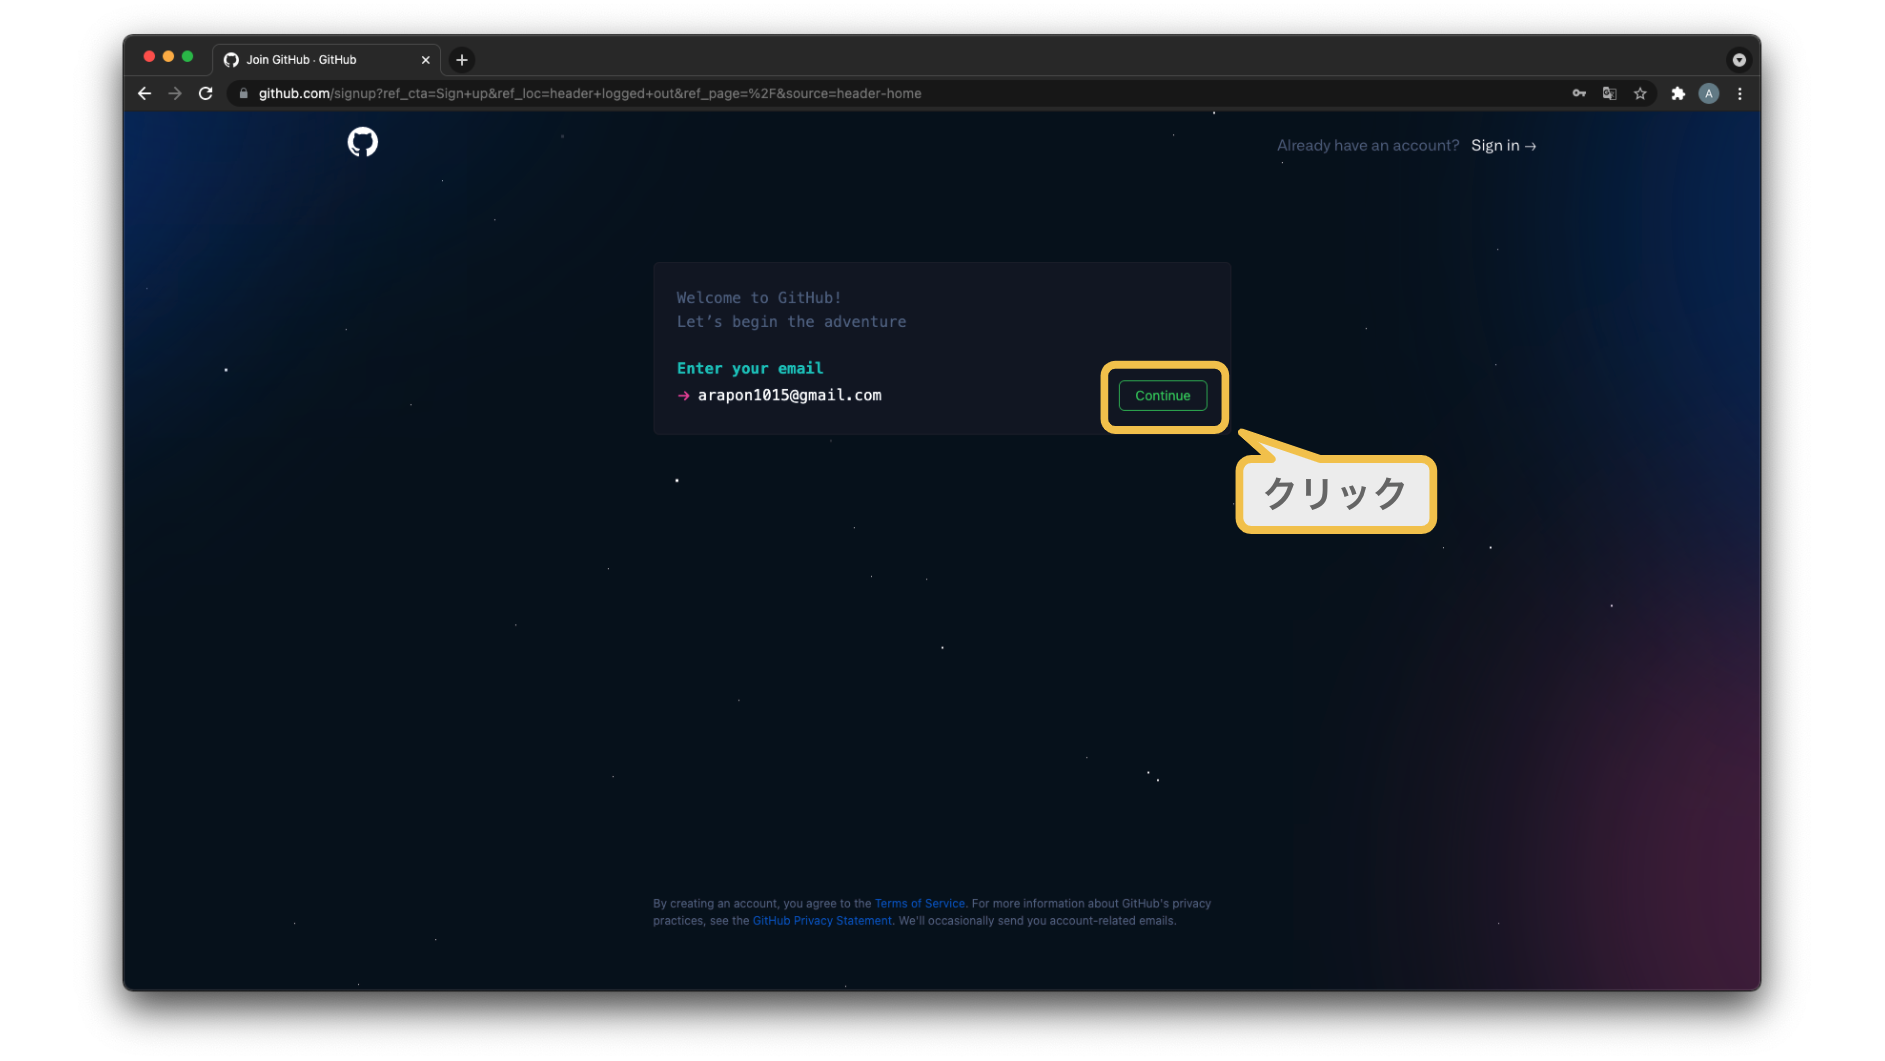 Join GitHub · GitHub
github.com/signup?ref_cta=Sign+up&ref_loc=header+logged+out&ref_page=%2F&source=header-home
A
Already have an account? Sign in →
Welcome to GitHub!
Let’s begin the adventure
Enter your email
→ arapon1015@gmail.com
Continue
クリック
By creating an account, you agree to the Terms of Service. For more information about GitHub's privacy
practices, see the GitHub Privacy Statement. We'll occasionally send you account-related emails.